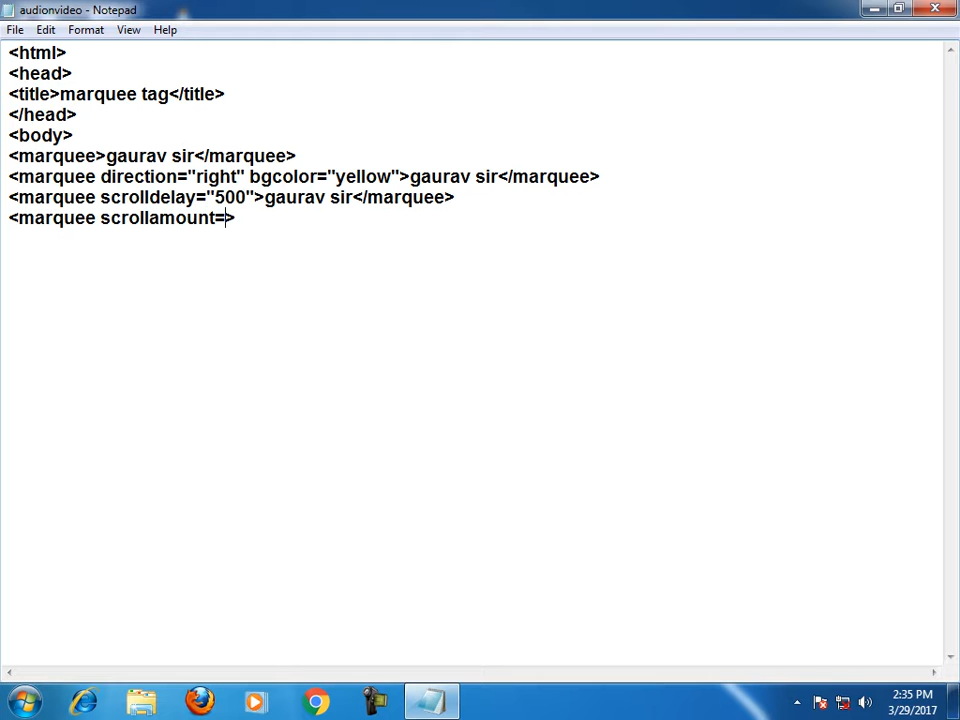 audionvideo - Notepad
File Edit Format View Help
<html>
<head>
<title>marquee tag</title>
</head>
<body>
<marquee>gaurav sir</marquee>
<marquee direction="right" bgcolor="yellow">gaurav sir</marquee>
<marquee scrolldelay="500">gaurav sir</marquee>
<marquee scrollamount=>
2:35 PM
3/29/2017